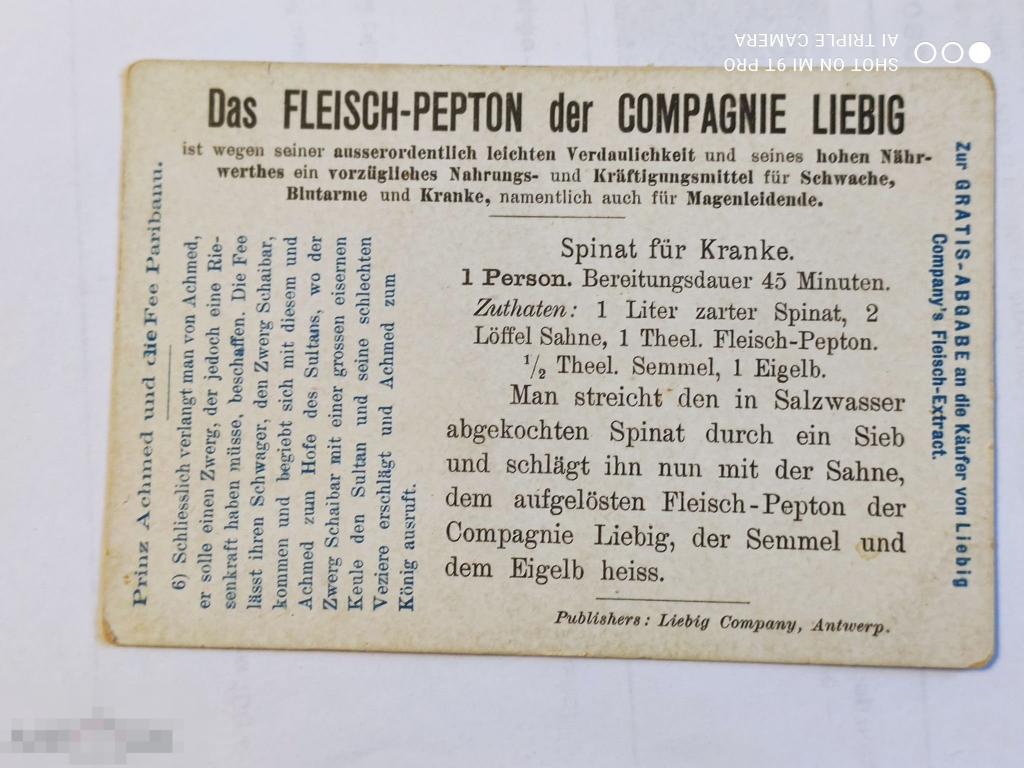 SHOT ON MI 9T PRO
AI TRIPLE CAMERA
Das FLEISCH-PEPTON der COMPAGNIE LIEBIG
ist wegen seiner ausserordentlich leichten Verdaulichkeit und seines hohen Nähr-
werthes ein vorzügliches Nahrungs- und Kräftigungsmittel für Schwache,
Blutarme und Kranke, namentlich auch für Magenleidende.
Prinz Achmed und die Fee Paribanu.
6) Schliesslich verlangt man von Achmed,
er solle einen Zwerg, der jedoch eine Rie-
senkraft haben müsse, beschaffen. Die Fee
lässt ihren Schwager, den Zwerg Schaibar,
kommen und begiebt sich mit diesem und
Achmed zum Hofe des Sultans, wo der
Zwerg Schaibar mit einer grossen eisernen
Keule den Sultan und seine schlechten
Veziere erschlägt und Achmed zum
König ausruft.
Spinat für Kranke.
1 Person. Bereitungsdauer 45 Minuten.
Zuthaten: 1 Liter zarter Spinat, 2
Löffel Sahne, 1 Theel. Fleisch-Pepton.
1/2 Theel. Semmel, 1 Eigelb.
Man streicht den in Salzwasser
abgekochten Spinat durch ein Sieb
und schlägt ihn nun mit der Sahne,
dem aufgelösten Fleisch-Pepton der
Compagnie Liebig, der Semmel und
dem Eigelb heiss.
Publishers: Liebig Company, Antwerp.
Zur GRATIS-ABGABE an die Käufer von Liebig
Company's Fleisch-Extract.